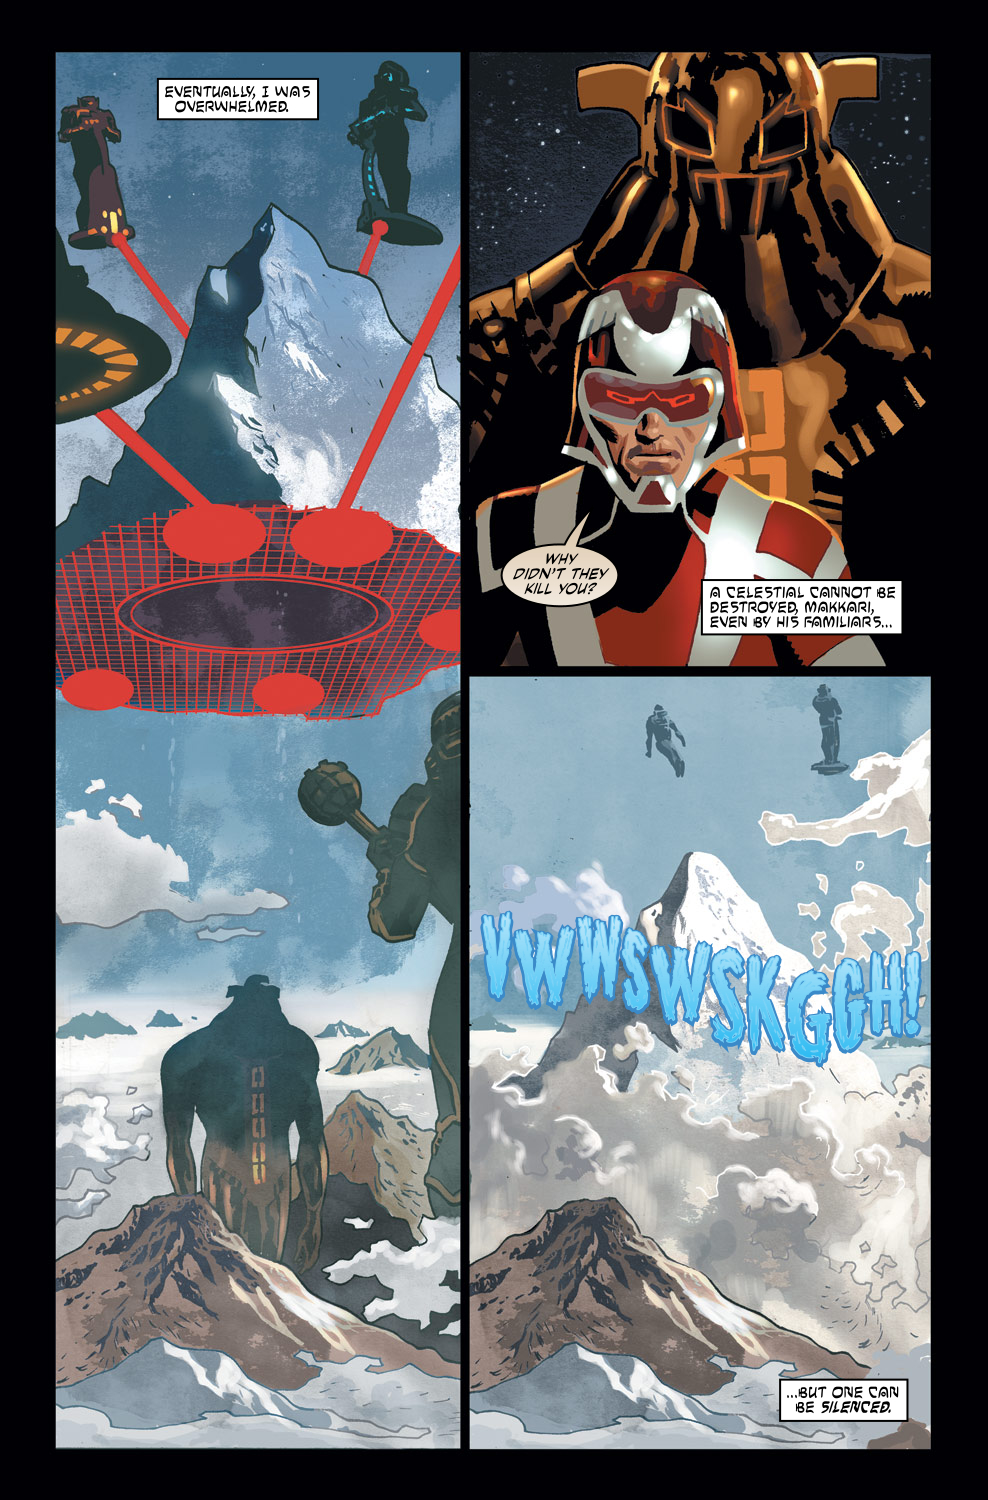 EVENTUALLY, I WAS
OVERWHELMED.
WHY
DIDN'T THEY
KILL YOU?
A CELESTIAL CANNOT BE
DESTROYED, MAKKARI,
EVEN BY HIS FAMILIARS...
VWWSWSKGGGH!
...BUT ONE CAN
BE SILENCED.